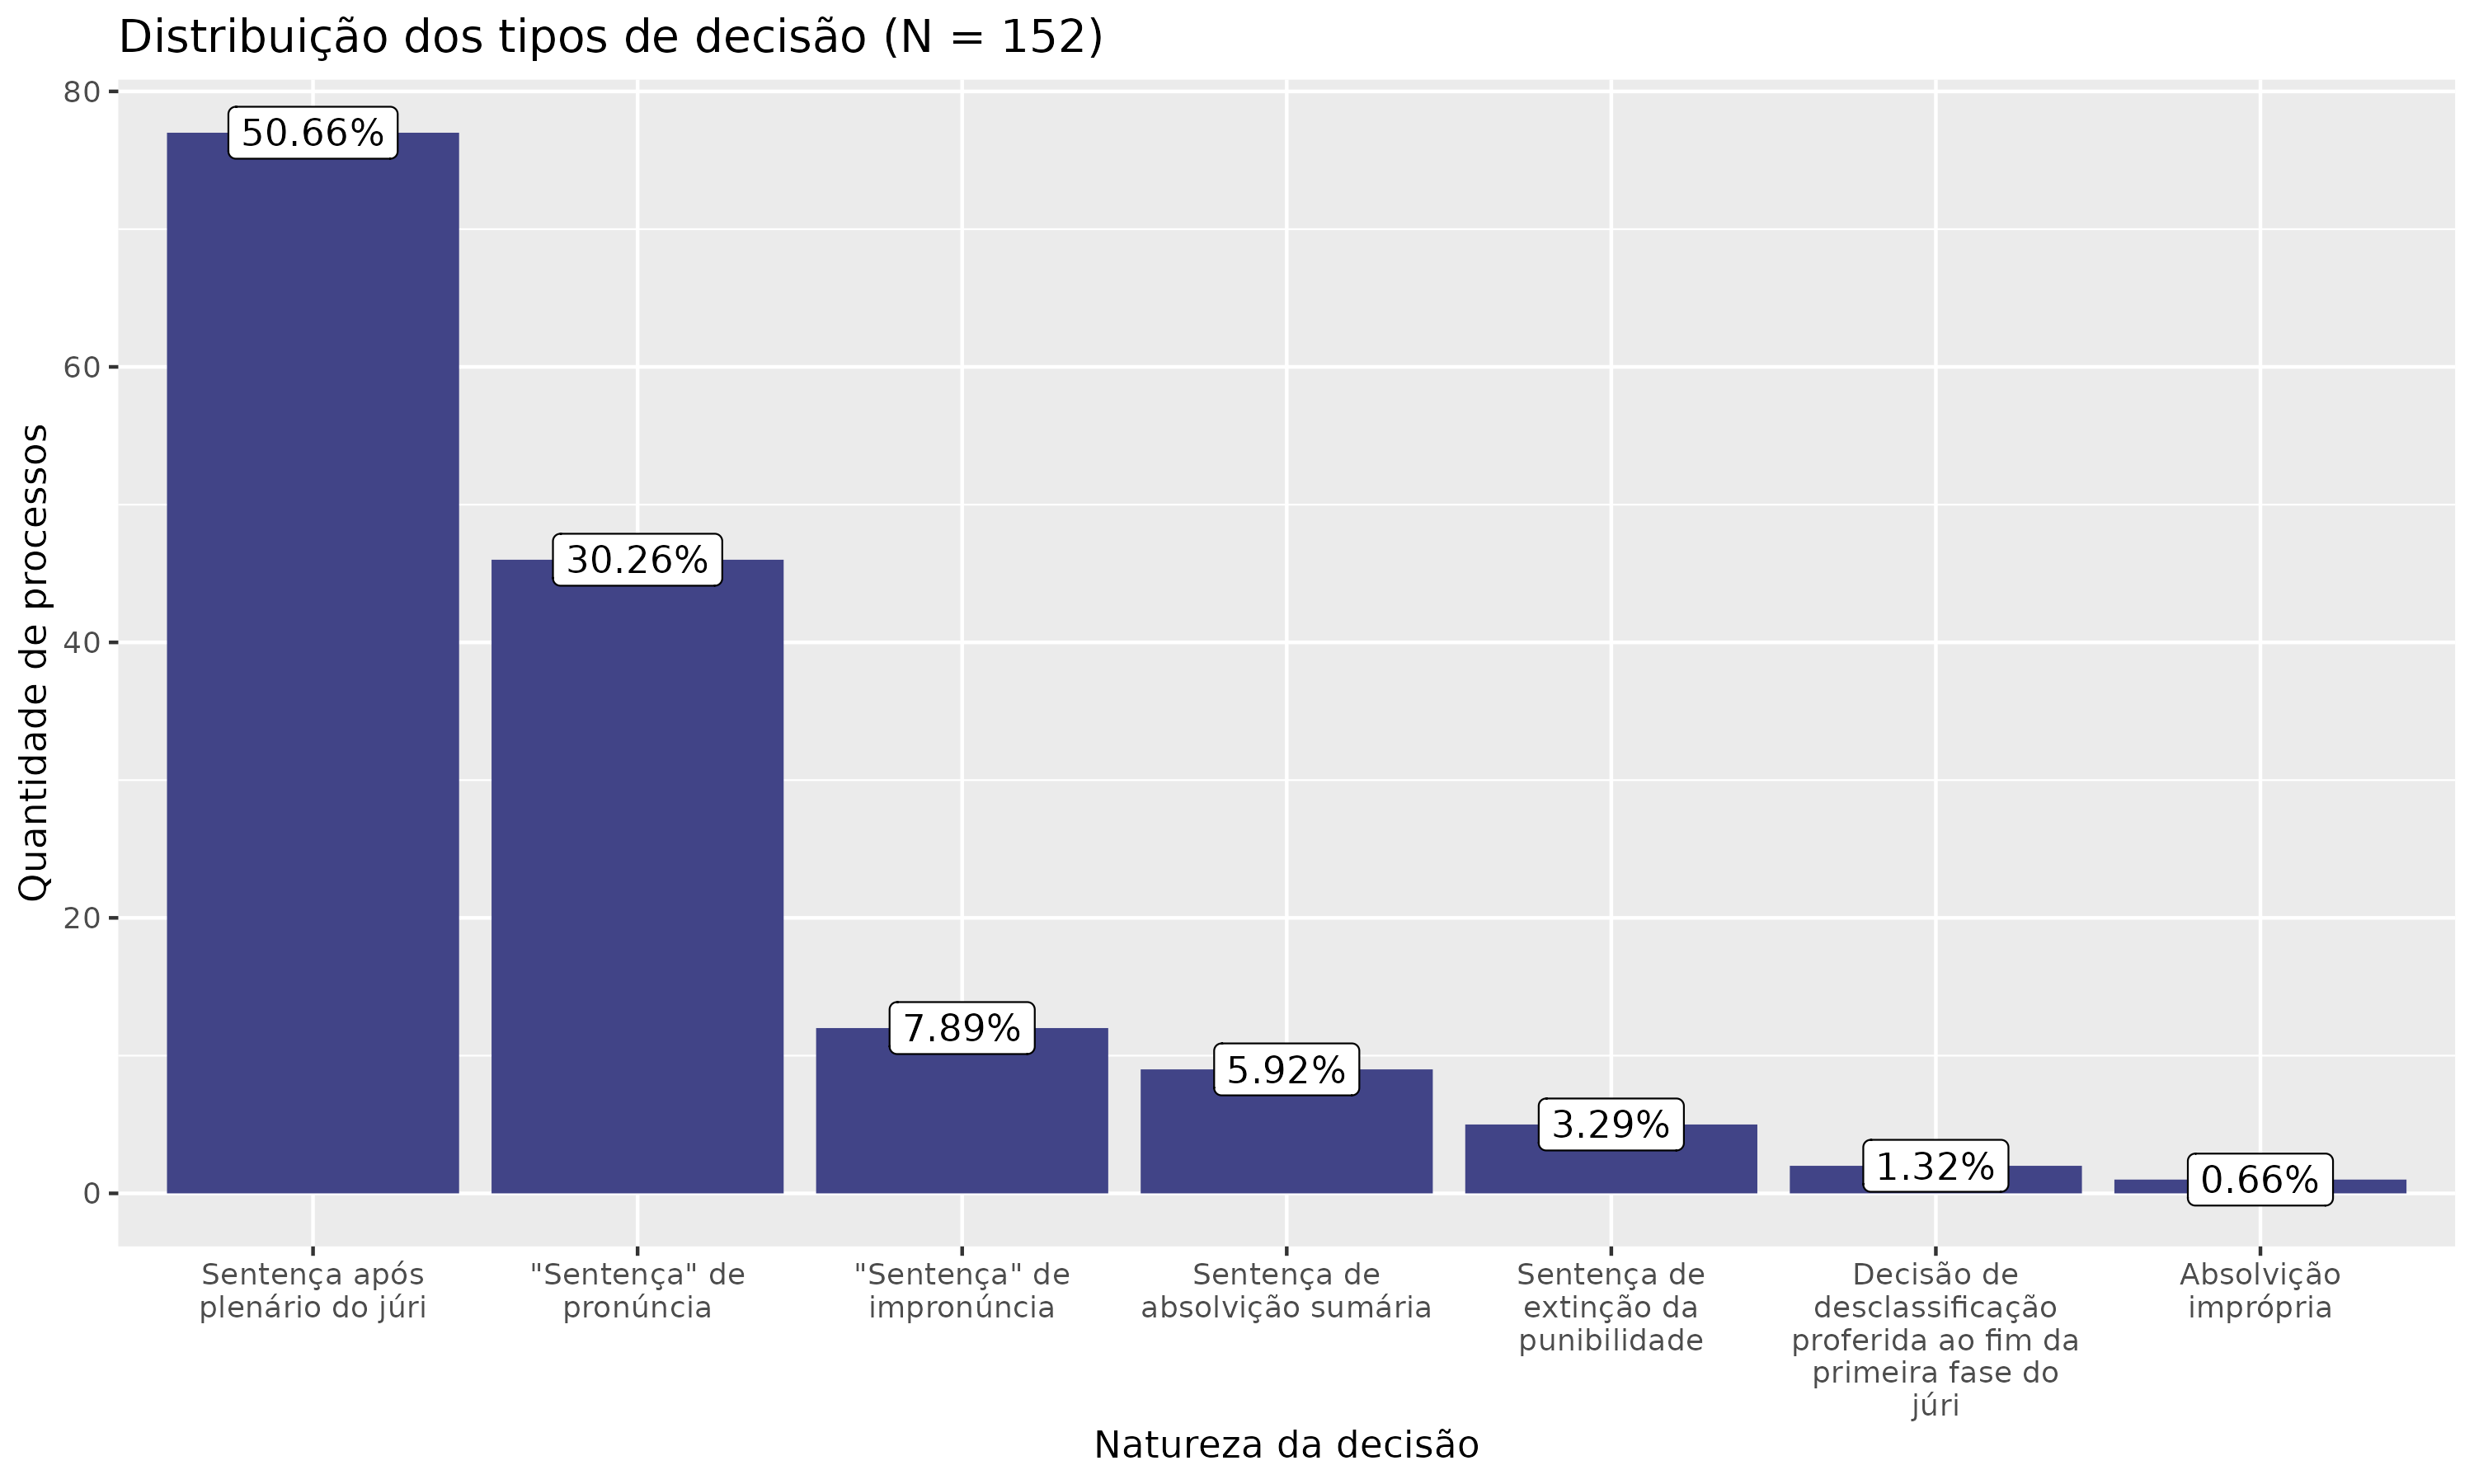 Distribuição dos tipos de decisão (N = 152)
Quantidade de processos
80
60
40
20
0
50.66%
30.26%
7.89%
5.92%
3.29%
1.32%
0.66%
Sentença após
plenário do júri
"Sentença" de
pronúncia
"Sentença" de
impronúncia
Sentença de
absolvição sumária
Sentença de
extinção da
punibilidade
Decisão de
desclassificação
proferida ao fim da
primeira fase do
júri
Absolvição
imprópria
Natureza da decisão